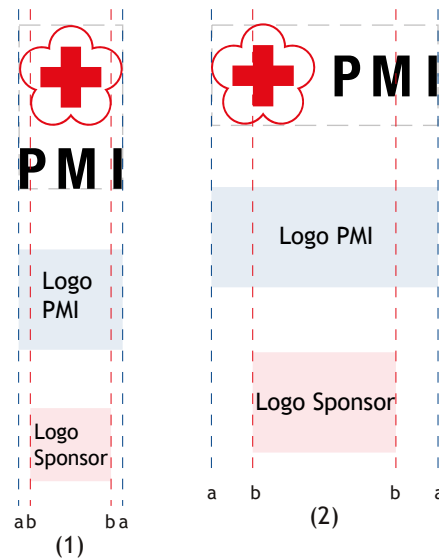 PMI
PMI
Logo
PMI
Logo PMI
Logo
Sponsor
Logo Sponsor
a b b a
a b b a
(1)
(2)